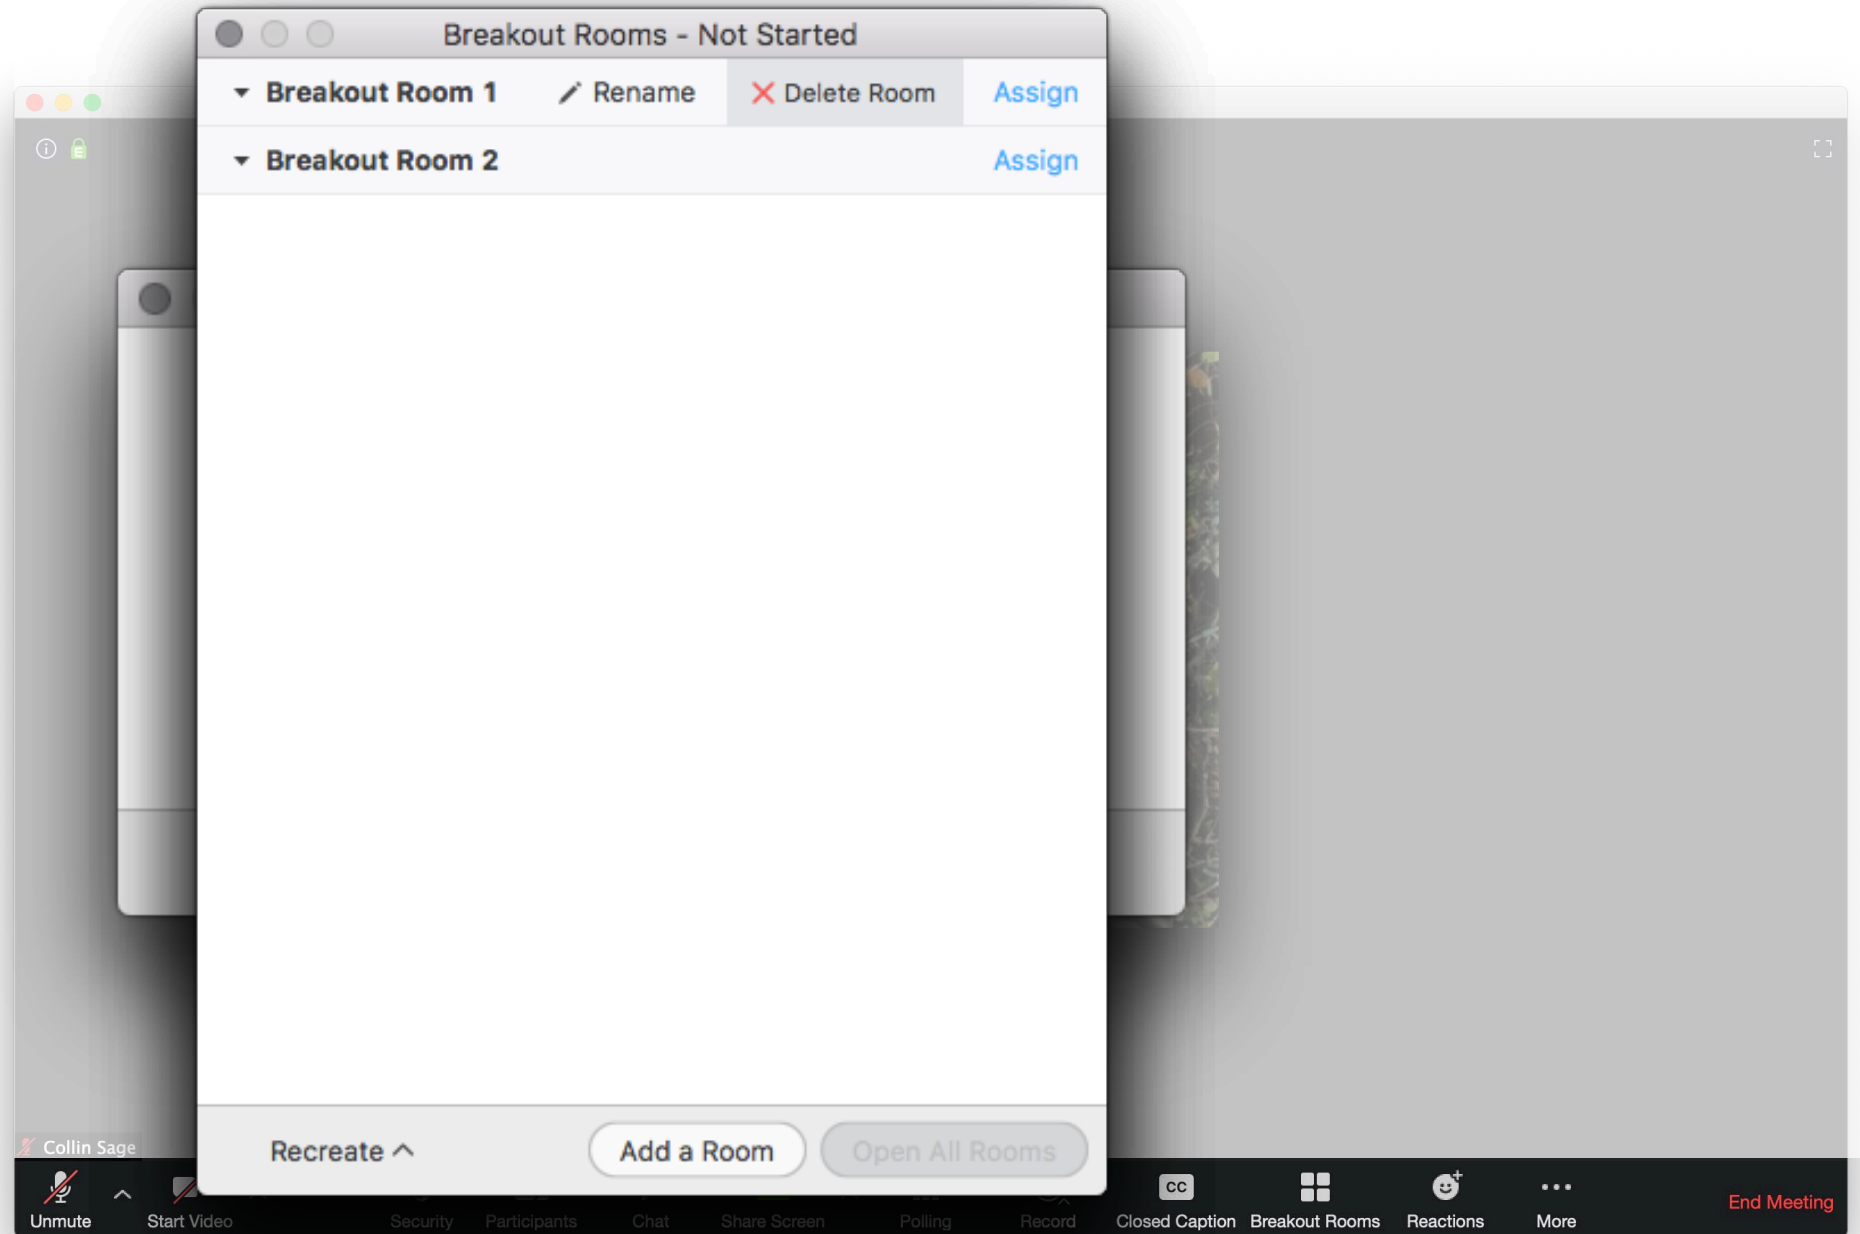 Breakout Rooms - Not Started
Breakout Room 1 Rename Delete Room Assign
Breakout Room 2 Assign
Recreate Add a Room Open All Rooms
Collin Sage
CC
Unmute Start Video Security Participants Chat Share Screen Polling Record Closed Caption Breakout Rooms Reactions More End Meeting